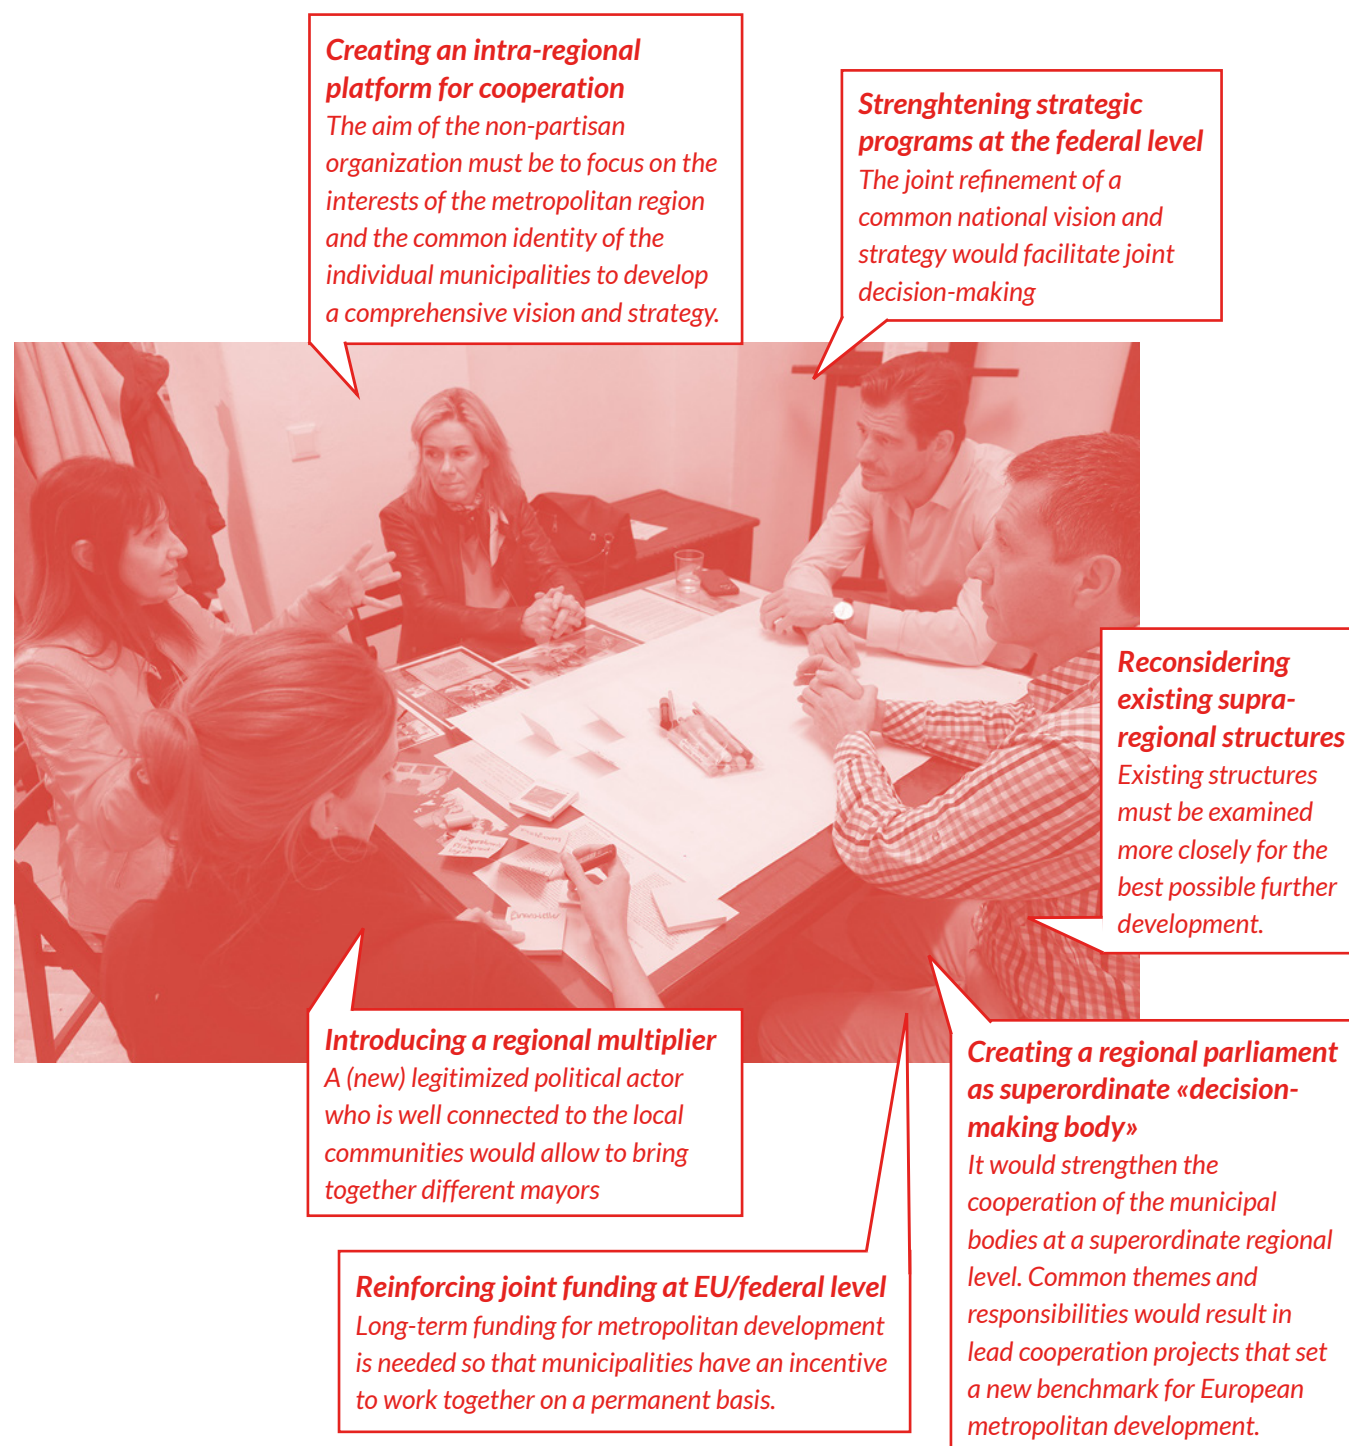 Creating an intra-regional
platform for cooperation
The aim of the non-partisan
organization must be to focus on the
interests of the metropolitan region
and the common identity of the
individual municipalities to develop
a comprehensive vision and strategy.
Strenghtening strategic
programs at the federal level
The joint refinement of a
common national vision and
strategy would facilitate joint
decision-making
Reconsidering
existing supra-
regional structures
Existing structures
must be examined
more closely for the
best possible further
development.
Introducing a regional multiplier
A (new) legitimized political actor
who is well connected to the local
communities would allow to bring
together different mayors
Reinforcing joint funding at EU/federal level
Long-term funding for metropolitan development
is needed so that municipalities have an incentive
to work together on a permanent basis.
Creating a regional parliament
as superordinate «decision-
making body»
It would strengthen the
cooperation of the municipal
bodies at a superordinate regional
level. Common themes and
responsibilities would result in
lead cooperation projects that set
a new benchmark for European
metropolitan development.